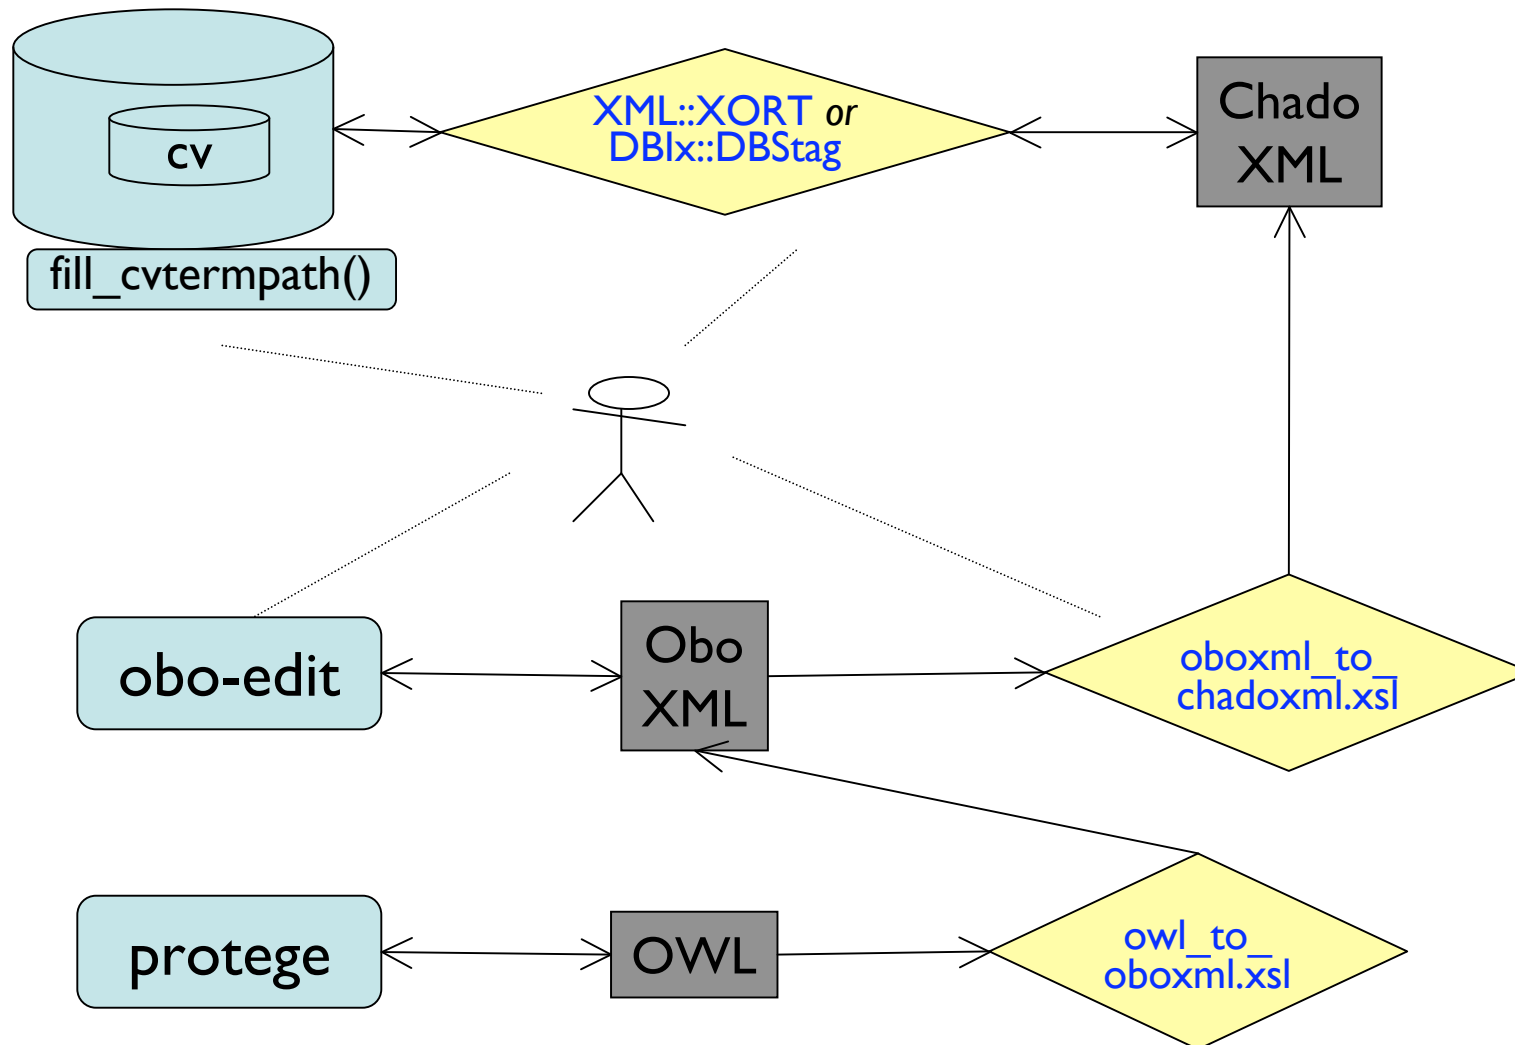 cv
fill_cvtermpath()
XML::XORT or
DBIx::DBStag
Chado
XML
obo-edit
Obo
XML
oboxml_to_
chadoxml.xsl
protege
OWL
owl_to_
oboxml.xsl